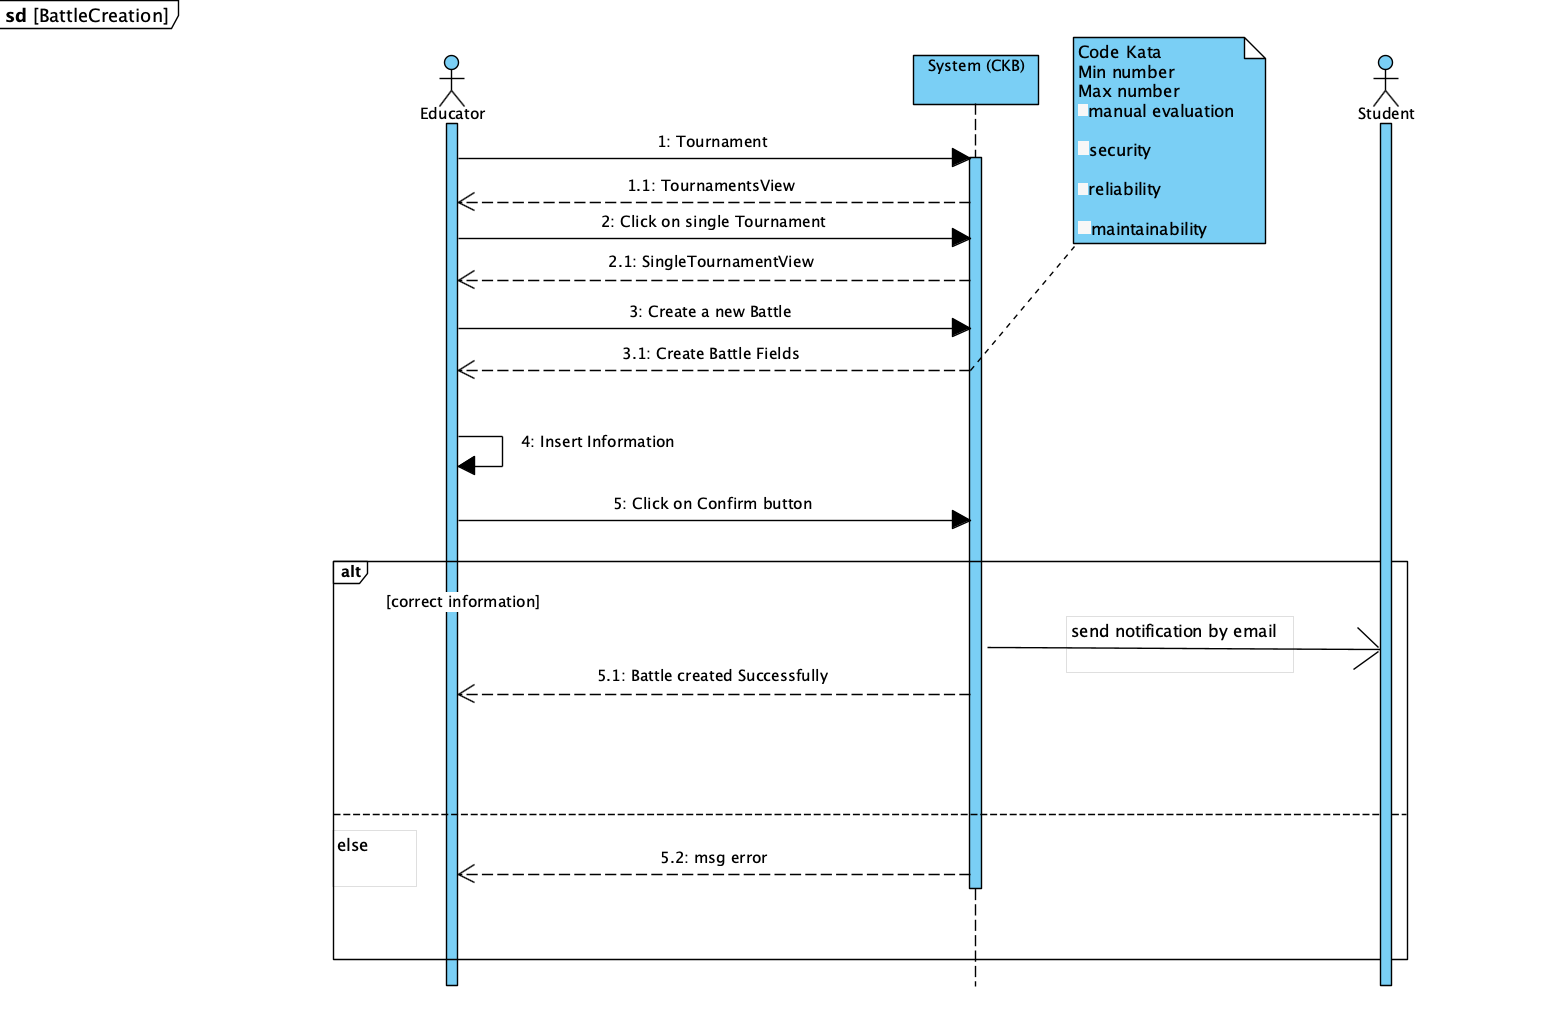 sd [BattleCreation]
Educator
System (CKB)
Code Kata
Min number
Max number
manual evaluation
security
reliability
maintainability
Student
1: Tournament
1.1: TournamentsView
2: Click on single Tournament
2.1: SingleTournamentView
3: Create a new Battle
3.1: Create Battle Fields
4: Insert Information
5: Click on Confirm button
alt
[correct information]
send notification by email
5.1: Battle created Successfully
else
5.2: msg error